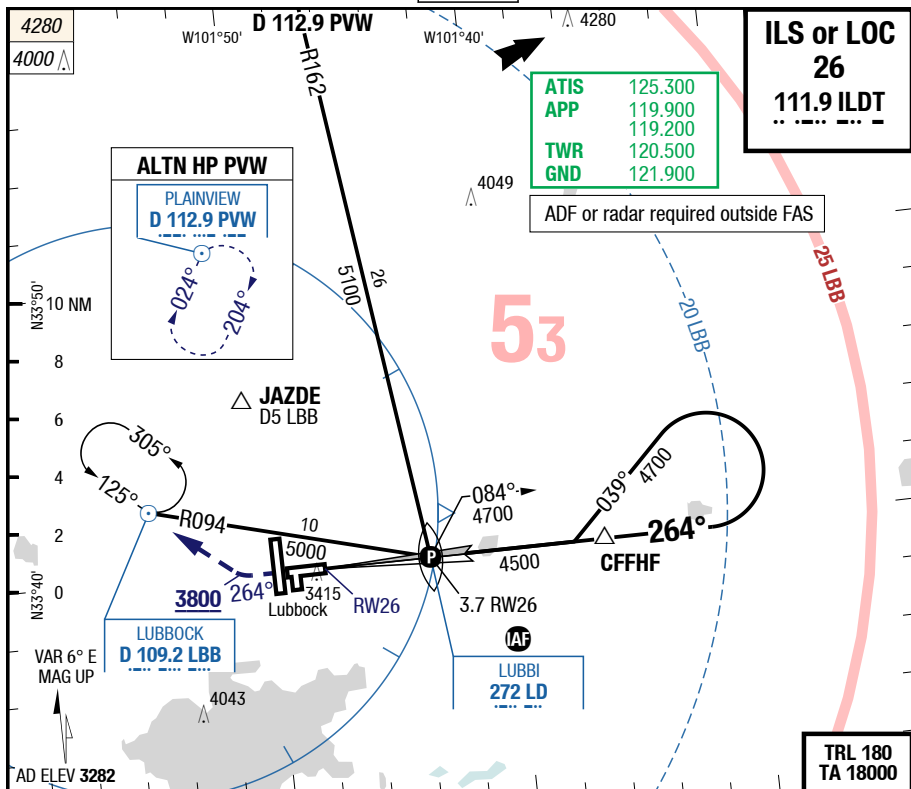 4280
4000
W101°50'
D 112.9 PVW
W101°40'
4280
ILS or LOC
26
111.9 ILDT
ATIS 125.300
APP 119.900
119.200
TWR 120.500
GND 121.900
ADF or radar required outside FAS
R162
ALTN HP PVW
PLAINVIEW
D 112.9 PVW
024°
204°
4049
26
5100
25 LBB
20 LBB
53
N33°50'
10 NM
8
6
4
2
0
N33°40'
JAZDE
D5 LBB
305°
125°
R094
10
5000
084°
4700
039°
4700
264°
CFFHF
4500
P
3.7 RW26
3800
264°
3415
RW26
Lubbock
IAF
LUBBOCK
D 109.2 LBB
LUBBI
272 LD
VAR 6° E
MAG UP
4043
AD ELEV 3282
TRL 180
TA 18000